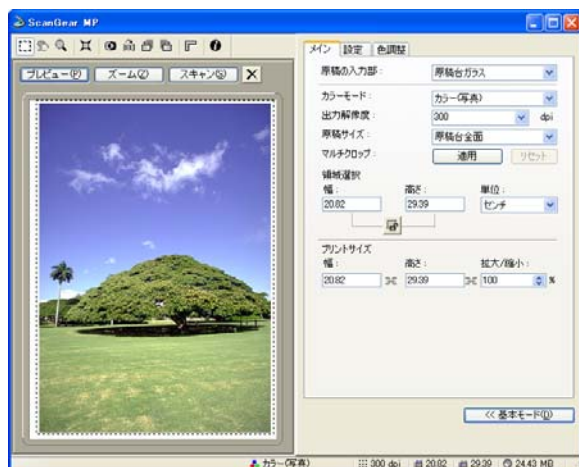 ScanGear MP
プレビュー(P) ズーム(Z) スキャン(S)
メイン 設定 色調整
原稿の入力部： 原稿台ガラス
カラーモード： カラー(写真)
出力解像度： 300 dpi
原稿サイズ： 原稿台全面
マルチクロップ： 適用 リセット
領域選択
幅： 高さ： 単位：
20.82 29.39 センチ
プリントサイズ
幅： 高さ： 拡大/縮小：
20.82 29.39 100 %
<< 基本モード(D)
カラー(写真) 300 dpi 20.82 29.39 24.43 MB